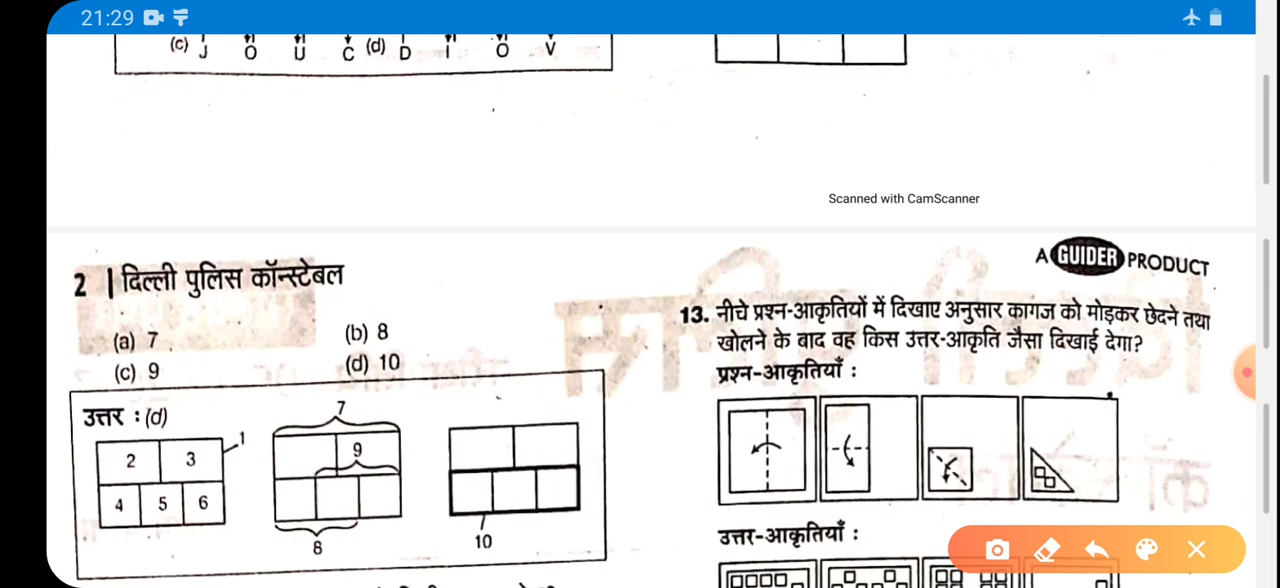 21:29
(c) J O U C (d) D I O V
Scanned with CamScanner
2 | दिल्ली पुलिस कॉन्स्टेबल
A GUIDER PRODUCT
(a) 7
(b) 8
(c) 9
(d) 10
उत्तर : (d)
1
2 3
4 5 6
7
9
8
10
13. नीचे प्रश्न-आकृतियों में दिखाए अनुसार कागज को मोड़कर छेदने तथा
खोलने के बाद वह किस उत्तर-आकृति जैसा दिखाई देगा?
प्रश्न-आकृतियाँ :
उत्तर-आकृतियाँ :